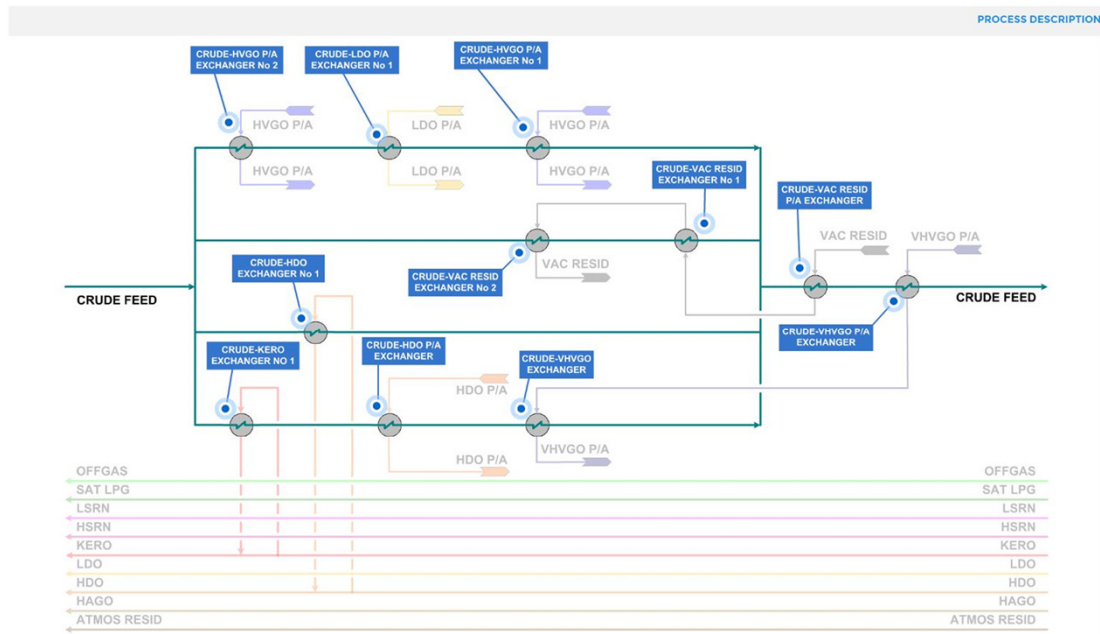 PROCESS DESCRIPTION
CRUDE-HVGO P/A
EXCHANGER No 2
CRUDE-LDO P/A
EXCHANGER No 1
CRUDE-HVGO P/A
EXCHANGER No 1
HVGO P/A
LDO P/A
HVGO P/A
HVGO P/A
LDO P/A
HVGO P/A
CRUDE-VAC RESID
EXCHANGER No 1
CRUDE-VAC RESID
P/A EXCHANGER
VAC RESID
VHVGO P/A
CRUDE-HDO
EXCHANGER No 1
CRUDE-VAC RESID
EXCHANGER No 2
VAC RESID
CRUDE FEED
CRUDE FEED
CRUDE-KERO
EXCHANGER NO 1
CRUDE-HDO P/A
EXCHANGER
CRUDE-VHVGO
EXCHANGER
CRUDE-VHVGO P/A
EXCHANGER
HDO P/A
HDO P/A
VHVGO P/A
OFFGAS
OFFGAS
SAT LPG
SAT LPG
LSRN
LSRN
HSRN
HSRN
KERO
KERO
LDO
LDO
HDO
HDO
HAGO
HAGO
ATMOS RESID
ATMOS RESID